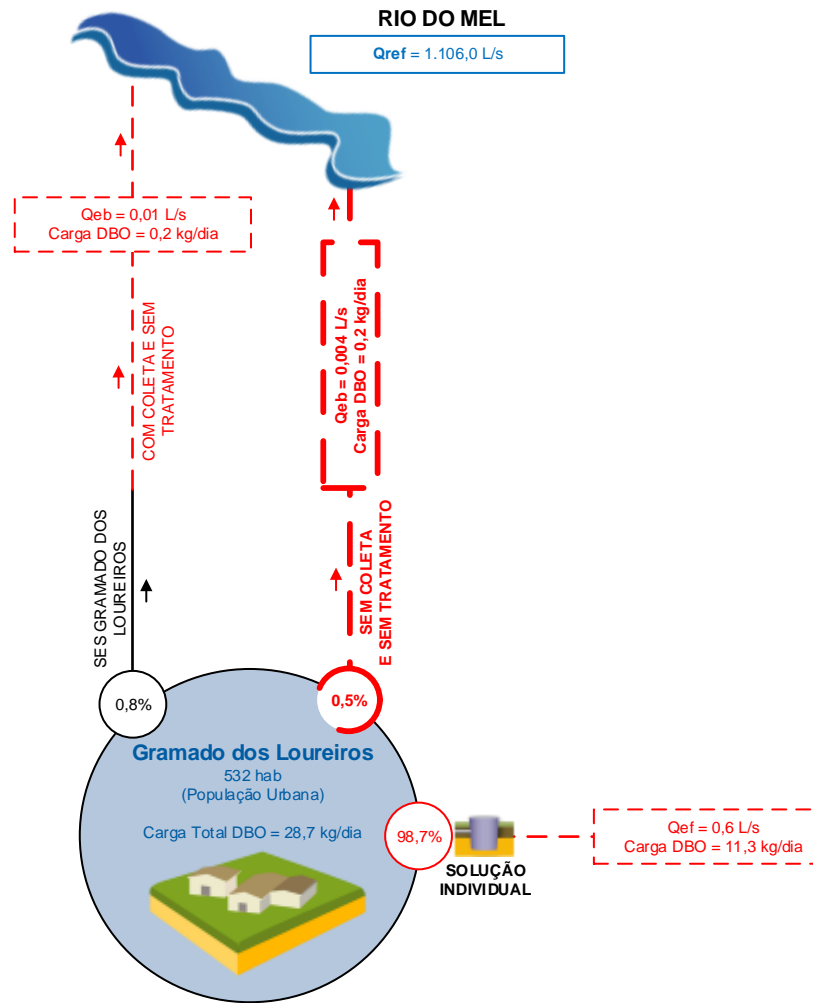 RIO DO MEL
Qref = 1.106,0 L/s
Qeb = 0,01 L/s
Carga DBO = 0,2 kg/dia
COM COLETA E SEM
TRATAMENTO
Qeb = 0,004 L/s
Carga DBO = 0,2 kg/dia
SES GRAMADO DOS
LOUREIROS
SEM COLETA
E SEM TRATAMENTO
0,8%
0,5%
Gramado dos Loureiros
532 hab
(População Urbana)
Carga Total DBO = 28,7 kg/dia
98,7%
SOLUÇÃO
INDIVIDUAL
Qef = 0,6 L/s
Carga DBO = 11,3 kg/dia